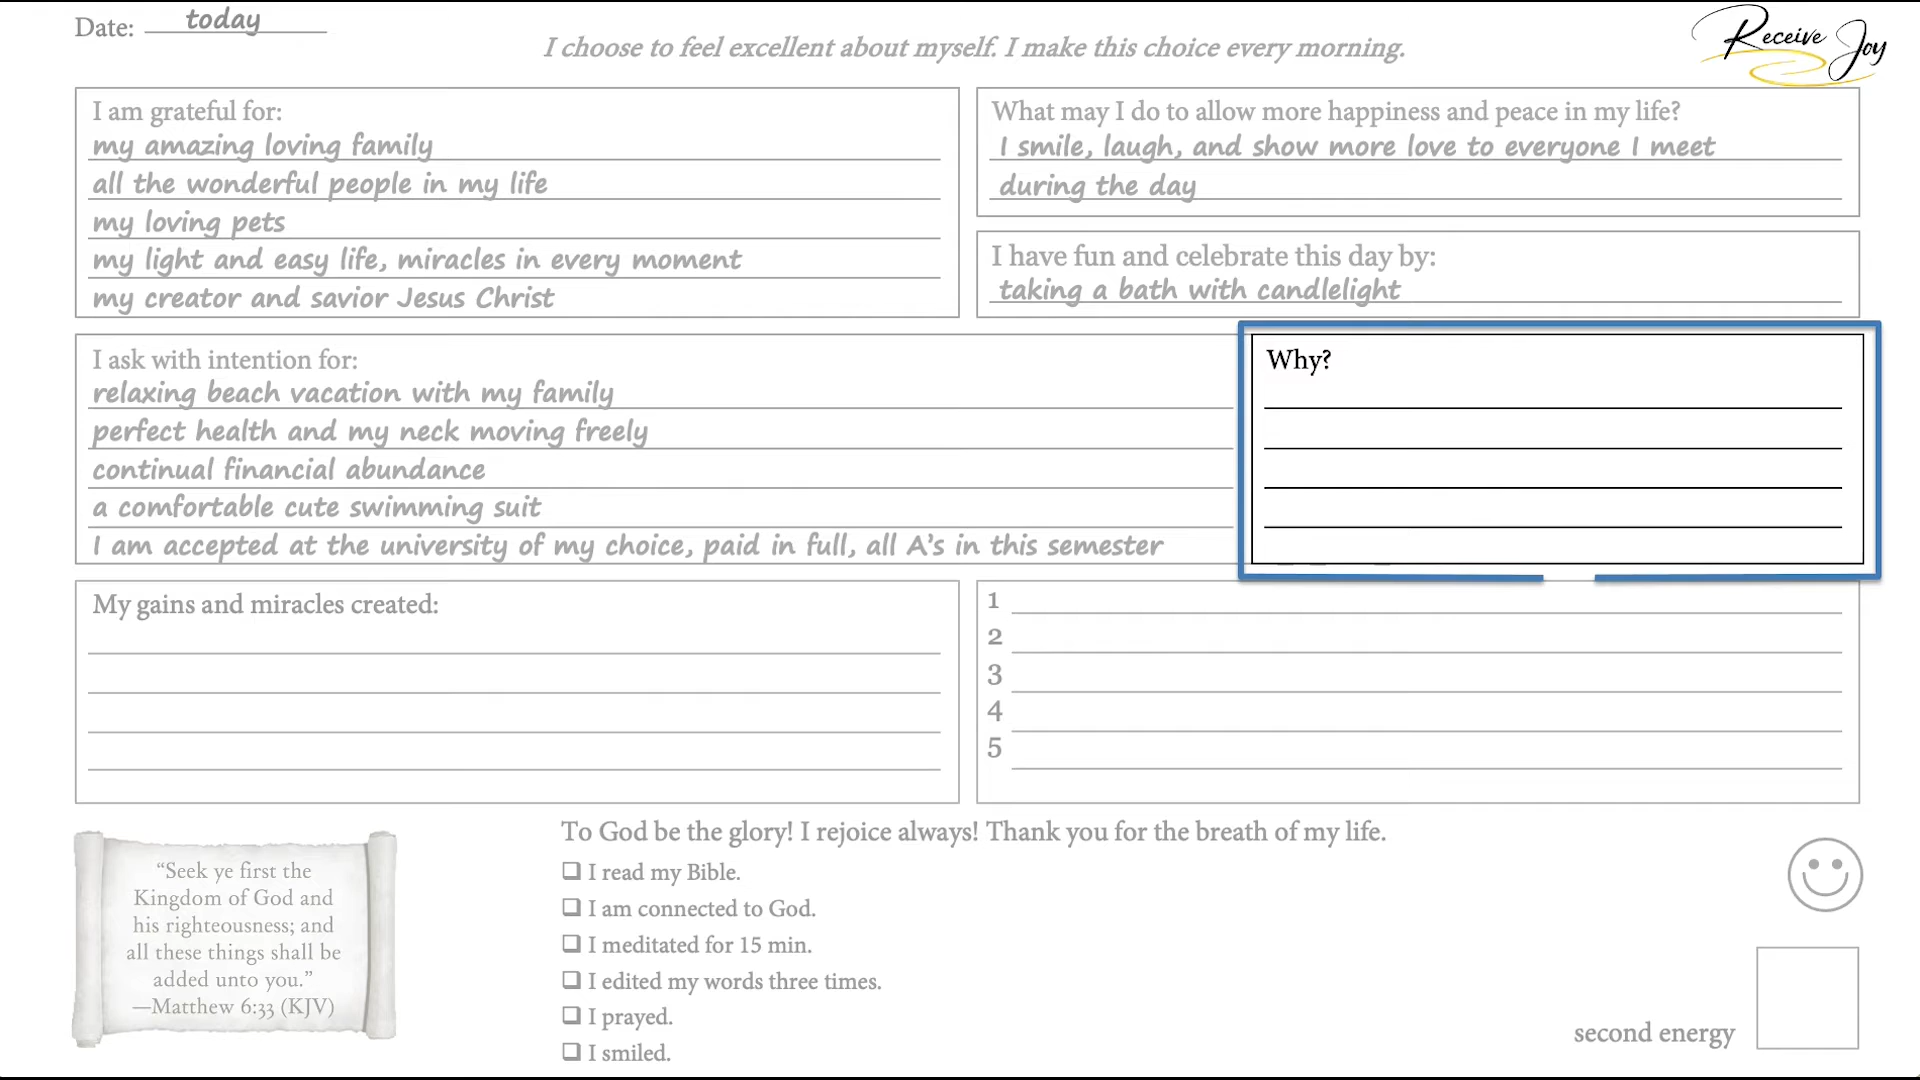 Date: today
I choose to feel excellent about myself. I make this choice every morning.
Receive Joy
I am grateful for:
my amazing loving family
all the wonderful people in my life
my loving pets
my light and easy life, miracles in every moment
my creator and savior Jesus Christ
What may I do to allow more happiness and peace in my life?
I smile, laugh, and show more love to everyone I meet
during the day
I have fun and celebrate this day by:
taking a bath with candlelight
I ask with intention for:
relaxing beach vacation with my family
perfect health and my neck moving freely
continual financial abundance
a comfortable cute swimming suit
I am accepted at the university of my choice, paid in full, all A's in this semester
Why?
My gains and miracles created:
1
2
3
4
5
“Seek ye first the
Kingdom of God and
his righteousness; and
all these things shall be
added unto you.”
—Matthew 6:33 (KJV)
To God be the glory! I rejoice always! Thank you for the breath of my life.
❑ I read my Bible.
❑ I am connected to God.
❑ I meditated for 15 min.
❑ I edited my words three times.
❑ I prayed.
❑ I smiled.
second energy